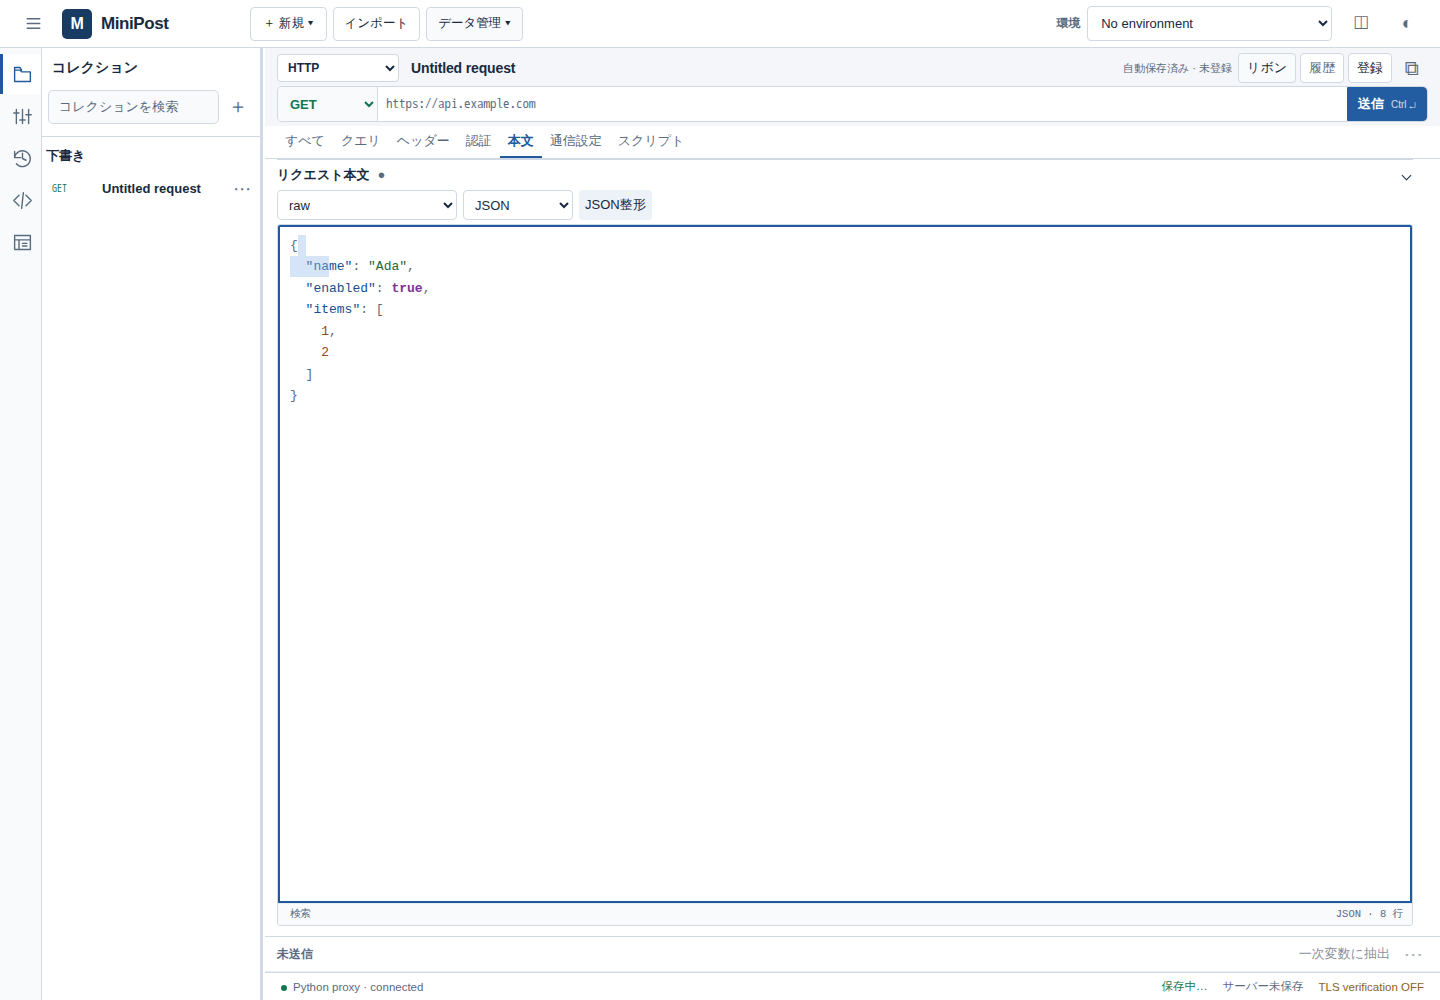 M MiniPost ＋ 新規 ▾ インポート データ管理 ▾ 環境 No environment
コレクション
コレクションを検索 ＋
下書き
GET Untitled request ···
HTTP Untitled request 自動保存済み · 未登録 リボン 履歴 登録
GET https://api.example.com 送信 Ctrl ⏎
すべて クエリ ヘッダー 認証 本文 通信設定 スクリプト
リクエスト本文 ●
raw JSON JSON整形
{
  "name": "Ada",
  "enabled": true,
  "items": [
    1,
    2
  ]
}
検索 JSON · 8 行
未送信 一次変数に抽出 ···
Python proxy · connected 保存中… サーバー未保存 TLS verification OFF